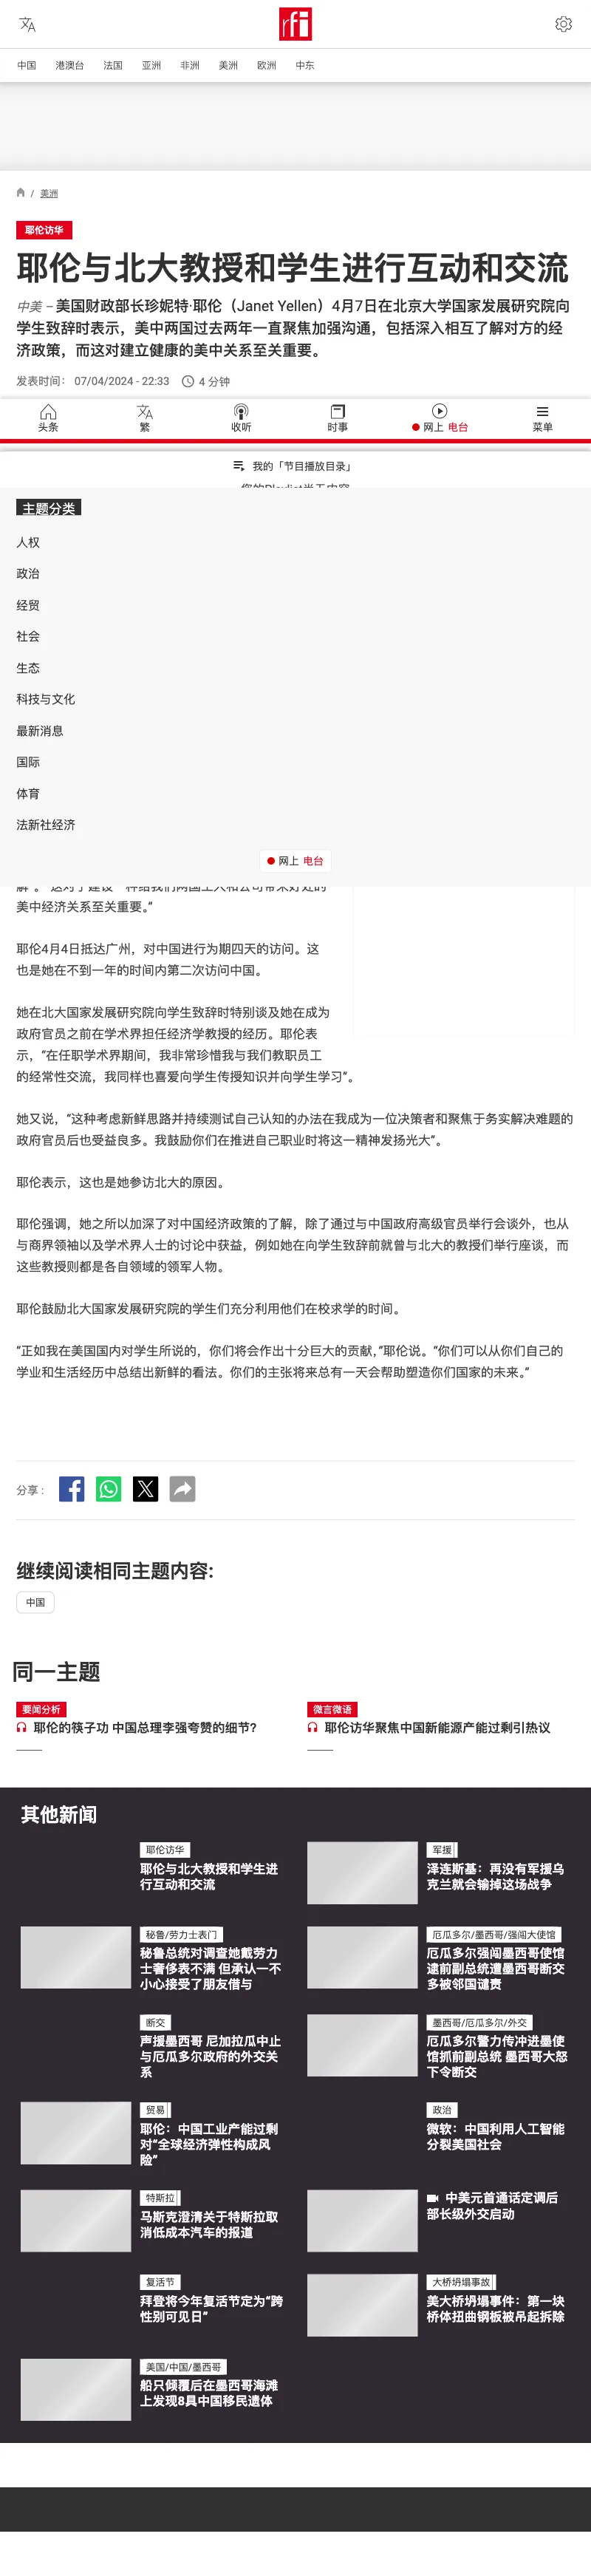 rfi
中国 港澳台 法国 亚洲 非洲 美洲 欧洲 中东
/ 美洲
耶伦访华
耶伦与北大教授和学生进行互动和交流
中美 – 美国财政部长珍妮特·耶伦（Janet Yellen）4月7日在北京大学国家发展研究院向
学生致辞时表示，美中两国过去两年一直聚焦加强沟通，包括深入相互了解对方的经
济政策，而这对建立健康的美中关系至关重要。
发表时间： 07/04/2024 - 22:33 4 分钟
头条 繁 收听 时事 网上 电台 菜单
我的「节目播放目录」
主题分类
人权
政治
经贸
社会
生态
科技与文化
最新消息
国际
体育
法新社经济
网上 电台
美中经济关系至关重要。”
耶伦4月4日抵达广州，对中国进行为期四天的访问。这
也是她在不到一年的时间内第二次访问中国。
她在北大国家发展研究院向学生致辞时特别谈及她在成为
政府官员之前在学术界担任经济学教授的经历。耶伦表
示，“在任职学术界期间，我非常珍惜我与我们教职员工
的经常性交流，我同样也喜爱向学生传授知识并向学生学习”。
她又说，“这种考虑新鲜思路并持续测试自己认知的办法在我成为一位决策者和聚焦于务实解决难题的
政府官员后也受益良多。我鼓励你们在推进自己职业时将这一精神发扬光大”。
耶伦表示，这也是她参访北大的原因。
耶伦强调，她之所以加深了对中国经济政策的了解，除了通过与中国政府高级官员举行会谈外，也从
与商界领袖以及学术界人士的讨论中获益，例如她在向学生致辞前就曾与北大的教授们举行座谈，而
这些教授则都是各自领域的领军人物。
耶伦鼓励北大国家发展研究院的学生们充分利用他们在校求学的时间。
“正如我在美国国内对学生所说的，你们将会作出十分巨大的贡献，”耶伦说。“你们可以从你们自己的
学业和生活经历中总结出新鲜的看法。你们的主张将来总有一天会帮助塑造你们国家的未来。”
分享 :
继续阅读相同主题内容:
中国
同一主题
要闻分析
耶伦的筷子功 中国总理李强夸赞的细节?
微言微语
耶伦访华聚焦中国新能源产能过剩引热议
其他新闻
耶伦访华
耶伦与北大教授和学生进
行互动和交流
军援
泽连斯基：再没有军援乌
克兰就会输掉这场战争
秘鲁/劳力士表门
秘鲁总统对调查她戴劳力
士奢侈表不满 但承认一不
小心接受了朋友借与
厄瓜多尔/墨西哥/强闯大使馆
厄瓜多尔强闯墨西哥使馆
逮前副总统遭墨西哥断交
多被邻国谴责
断交
声援墨西哥 尼加拉瓜中止
与厄瓜多尔政府的外交关
系
墨西哥/厄瓜多尔/外交
厄瓜多尔警力传冲进墨使
馆抓前副总统 墨西哥大怒
下令断交
贸易
耶伦：中国工业产能过剩
对“全球经济弹性构成风
险”
政治
微软：中国利用人工智能
分裂美国社会
特斯拉
马斯克澄清关于特斯拉取
消低成本汽车的报道
中美元首通话定调后
部长级外交启动
复活节
拜登将今年复活节定为“跨
性别可见日”
大桥坍塌事故
美大桥坍塌事件：第一块
桥体扭曲钢板被吊起拆除
美国/中国/墨西哥
船只倾覆后在墨西哥海滩
上发现8具中国移民遗体